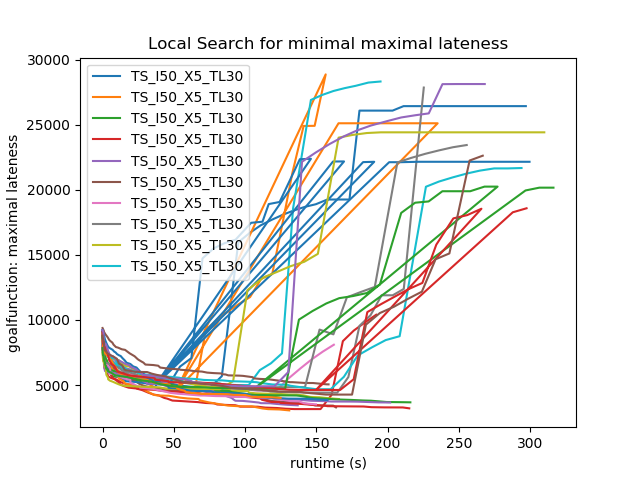 Local Search for minimal maximal lateness
goalfunction: maximal lateness
30000
25000
20000
15000
10000
5000
TS_I50_X5_TL30
TS_I50_X5_TL30
TS_I50_X5_TL30
TS_I50_X5_TL30
TS_I50_X5_TL30
TS_I50_X5_TL30
TS_I50_X5_TL30
TS_I50_X5_TL30
TS_I50_X5_TL30
TS_I50_X5_TL30
0 50 100 150 200 250 300
runtime (s)